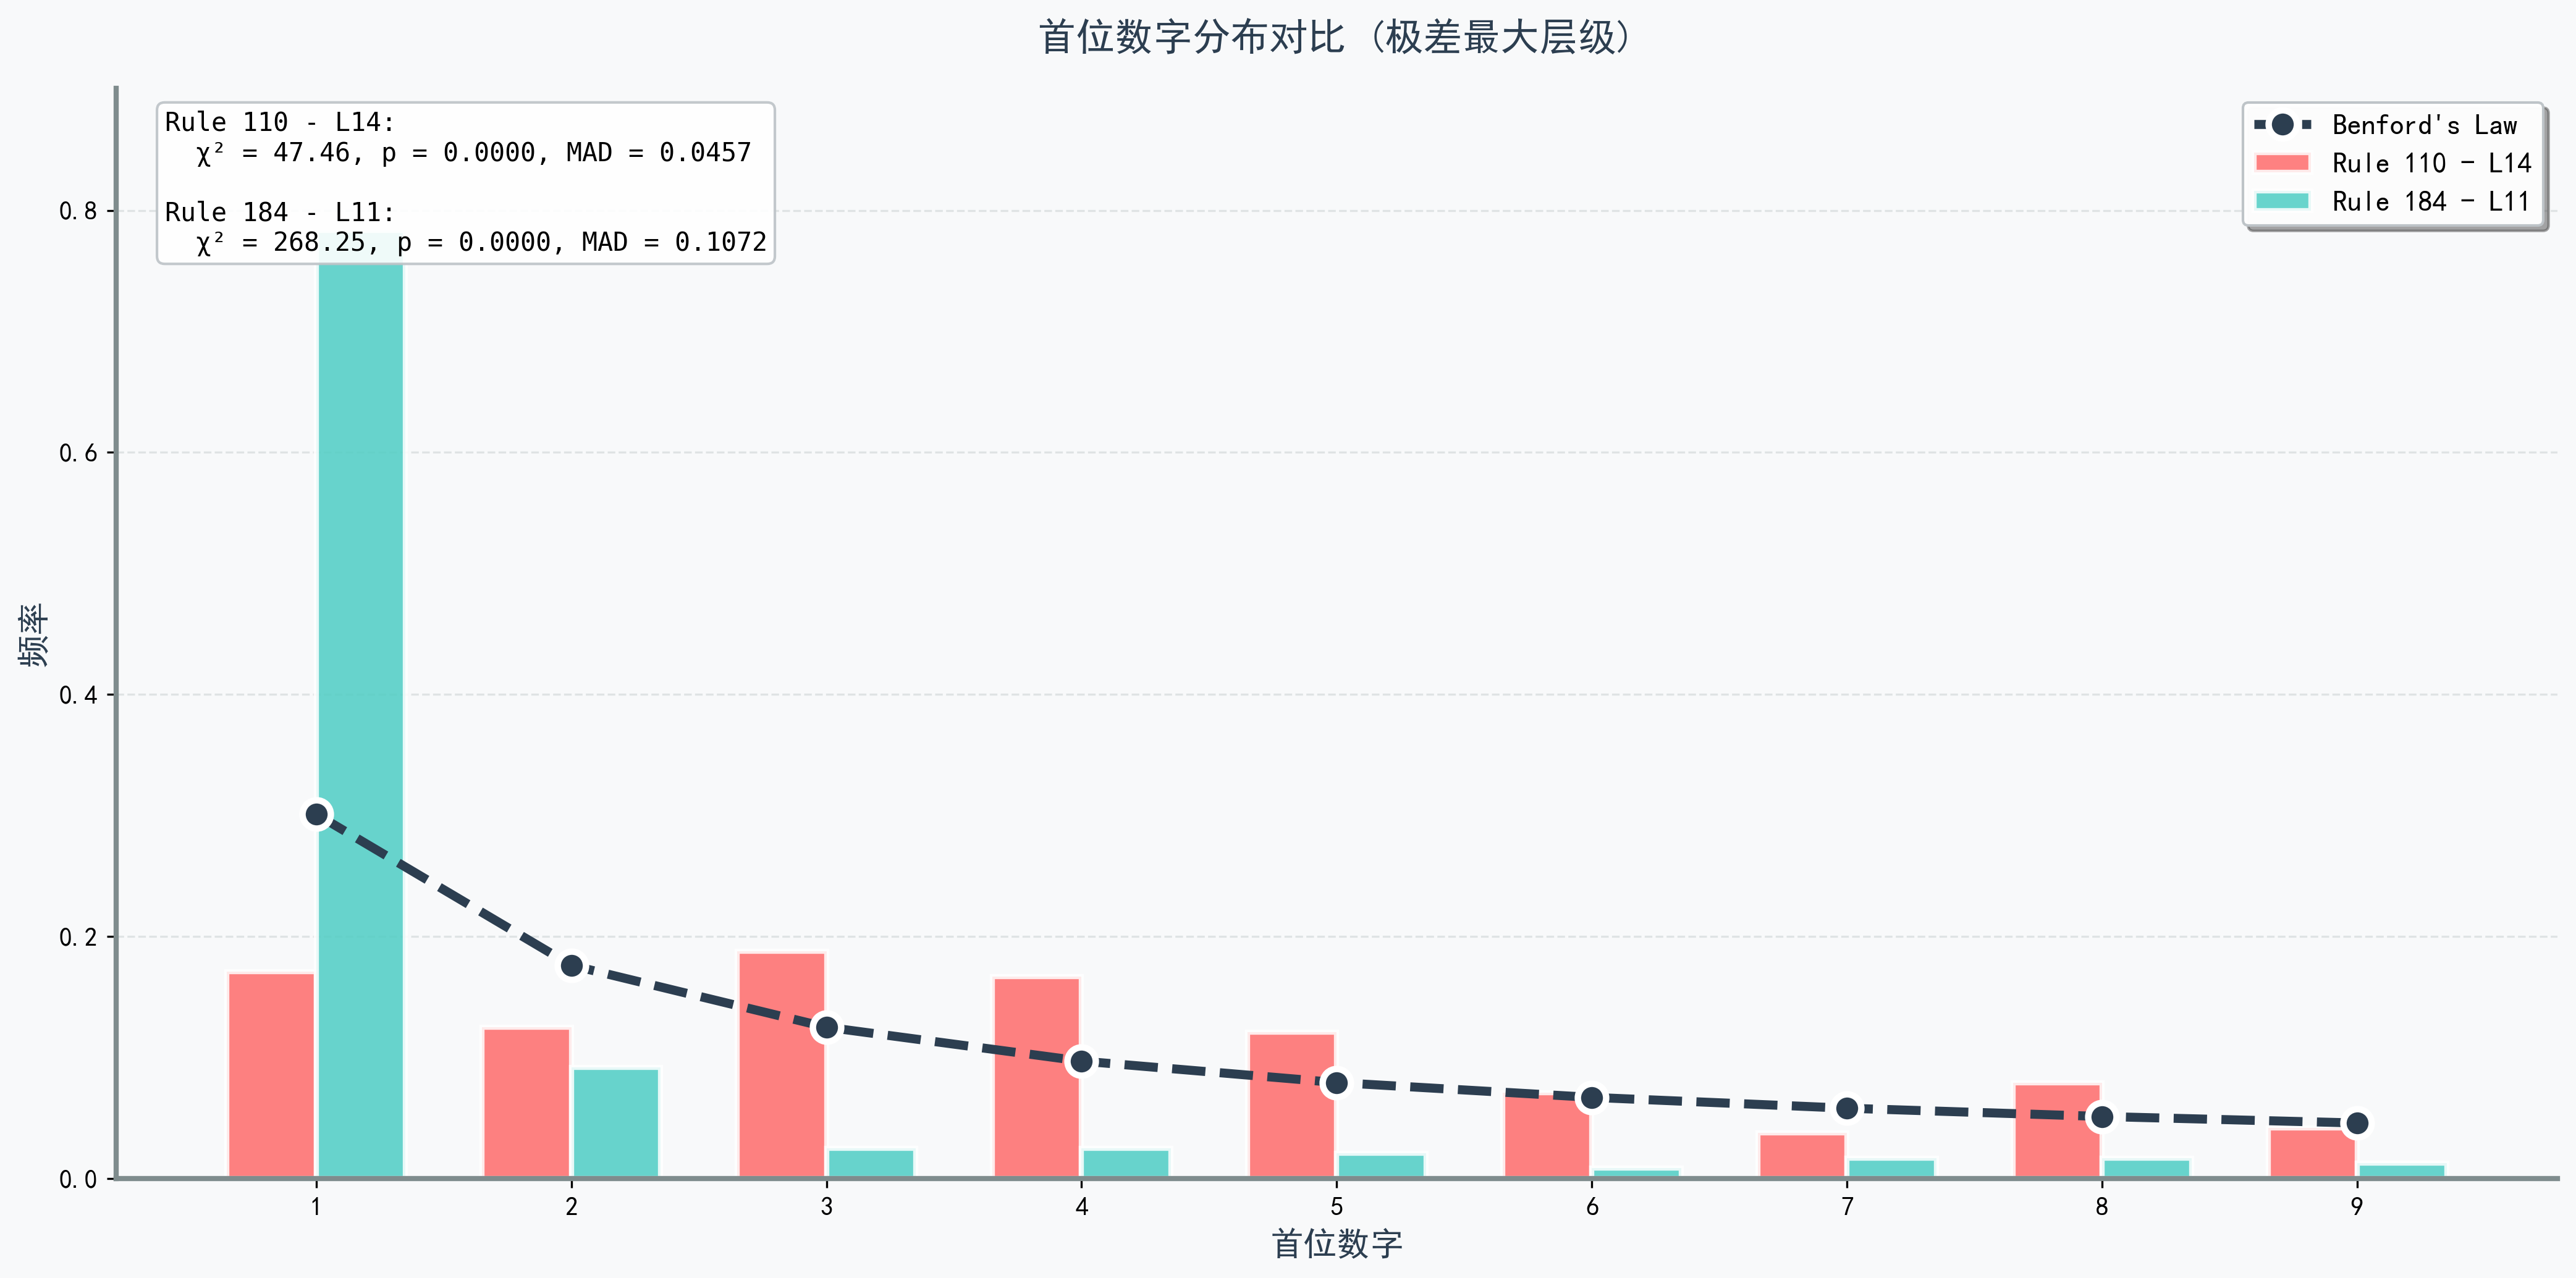 首位数字分布对比 (极差最大层级)
Rule 110 - L14:
χ² = 47.46, p = 0.0000, MAD = 0.0457
Rule 184 - L11:
χ² = 268.25, p = 0.0000, MAD = 0.1072
Benford's Law
Rule 110 - L14
Rule 184 - L11
频率
0.8
0.6
0.4
0.2
0.0
1 2 3 4 5 6 7 8 9
首位数字